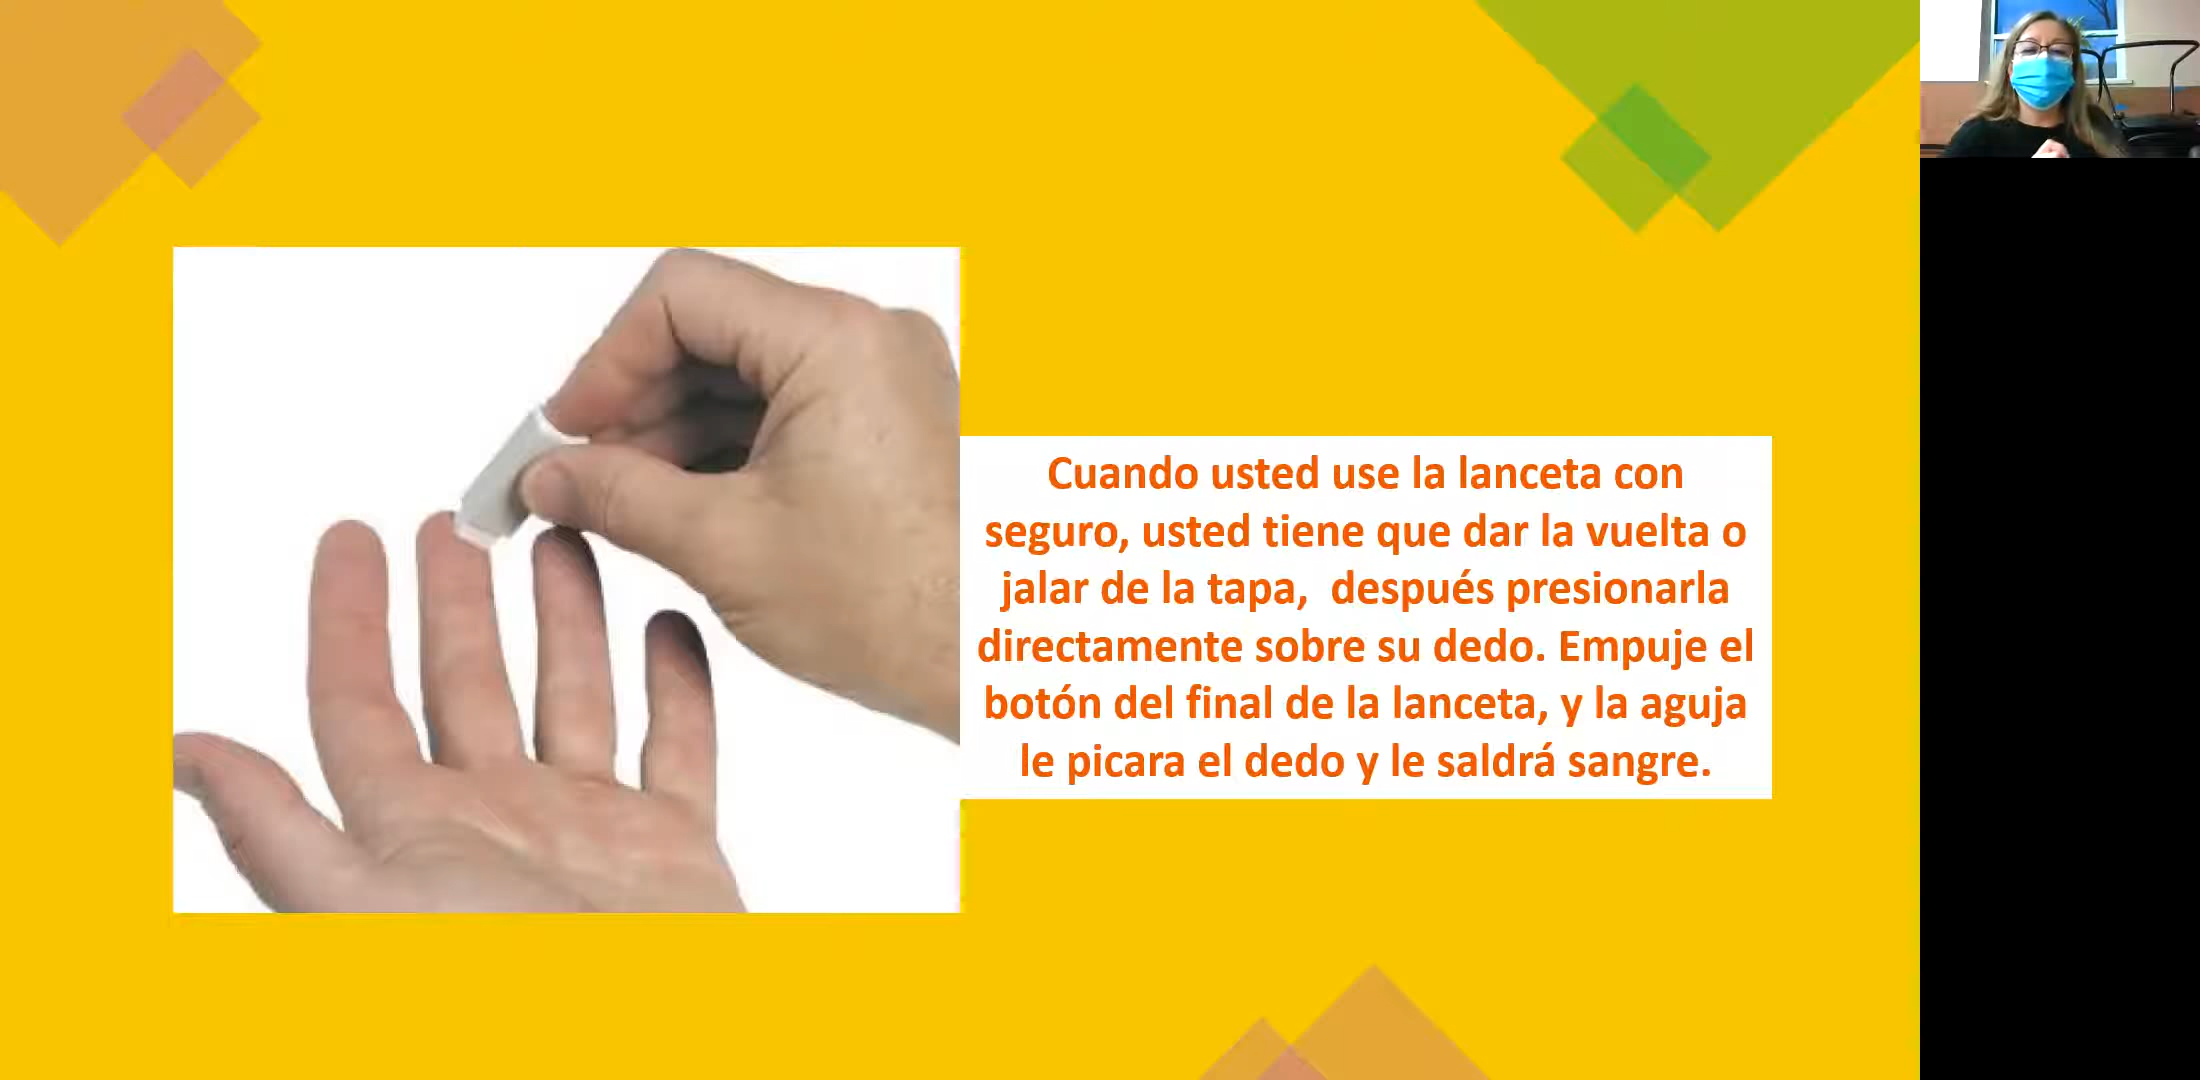 Cuando usted use la lanceta con
seguro, usted tiene que dar la vuelta o
jalar de la tapa,  después presionarla
directamente sobre su dedo. Empuje el
botón del final de la lanceta, y la aguja
le picara el dedo y le saldrá sangre.